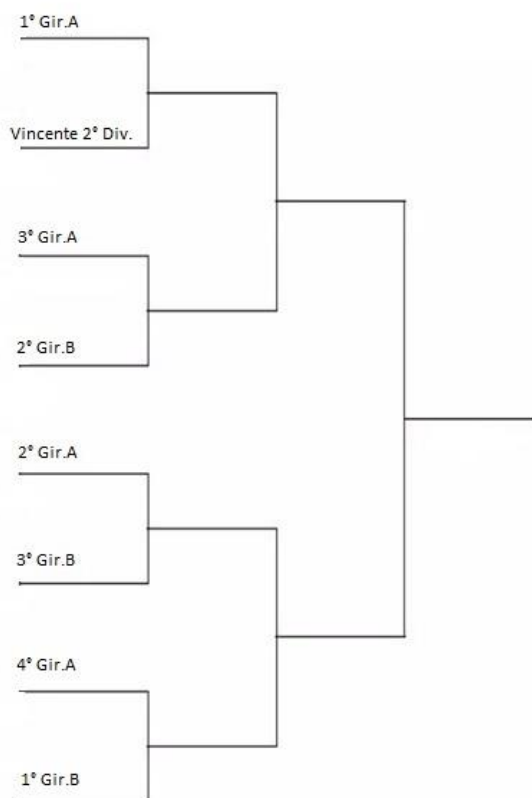 1° Gir.A
Vincente 2° Div.
3° Gir.A
2° Gir.B
2° Gir.A
3° Gir.B
4° Gir.A
1° Gir.B